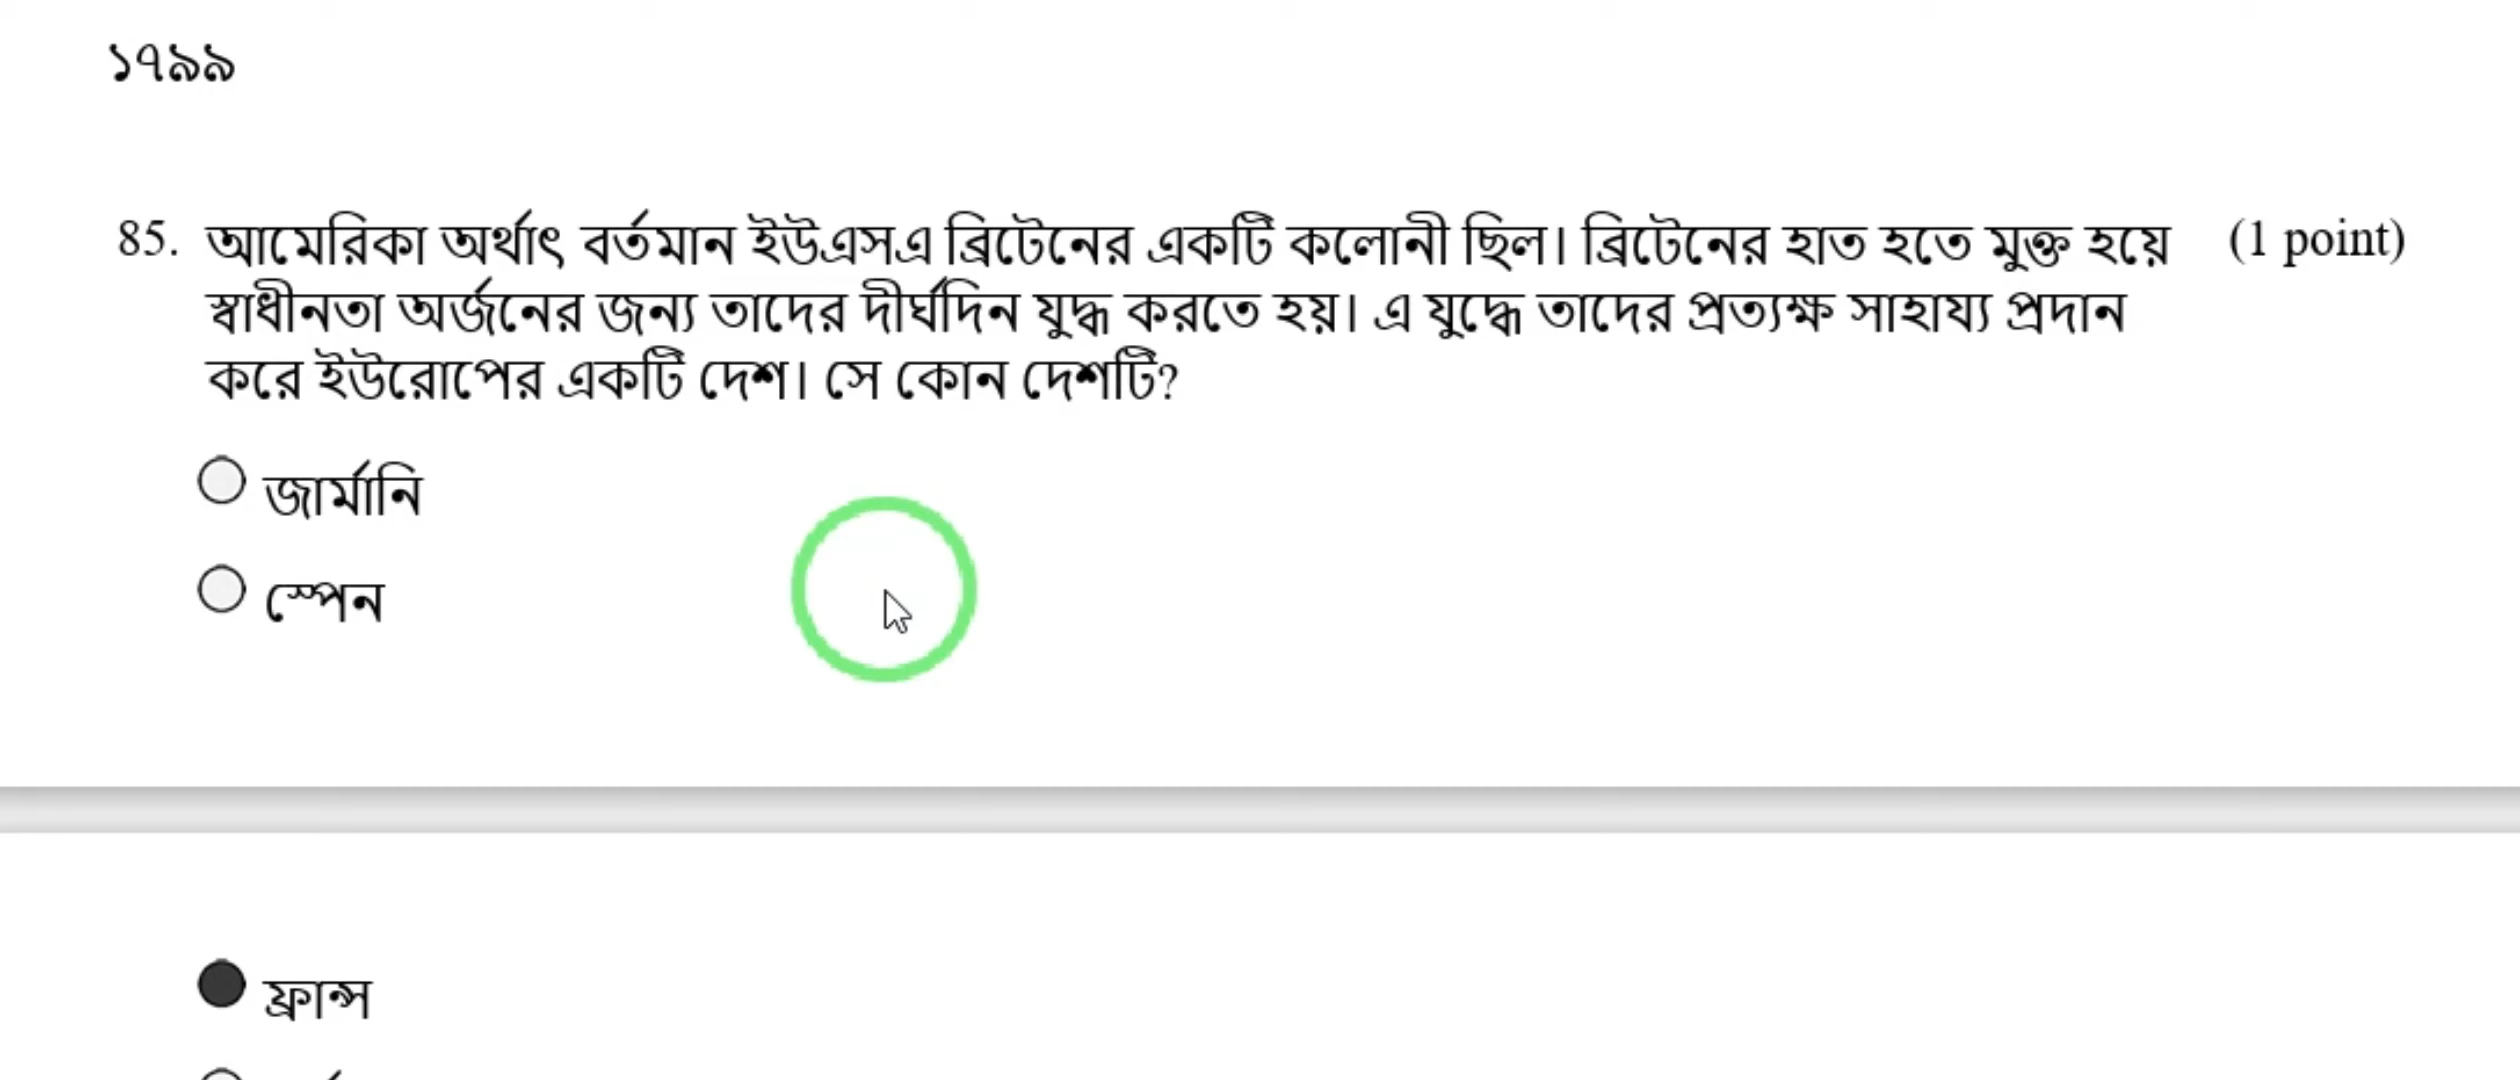 ১৭৯৯
85. আমেরিকা অর্থাৎ বর্তমান ইউএসএ ব্রিটেনের একটি কলোনী ছিল। ব্রিটেনের হাত হতে মুক্ত হয়ে (1 point)
স্বাধীনতা অর্জনের জন্য তাদের দীর্ঘদিন যুদ্ধ করতে হয়। এ যুদ্ধে তাদের প্রত্যক্ষ সাহায্য প্রদান
করে ইউরোপের একটি দেশ। সে কোন দেশটি?
জার্মানি
স্পেন
ফ্রান্স